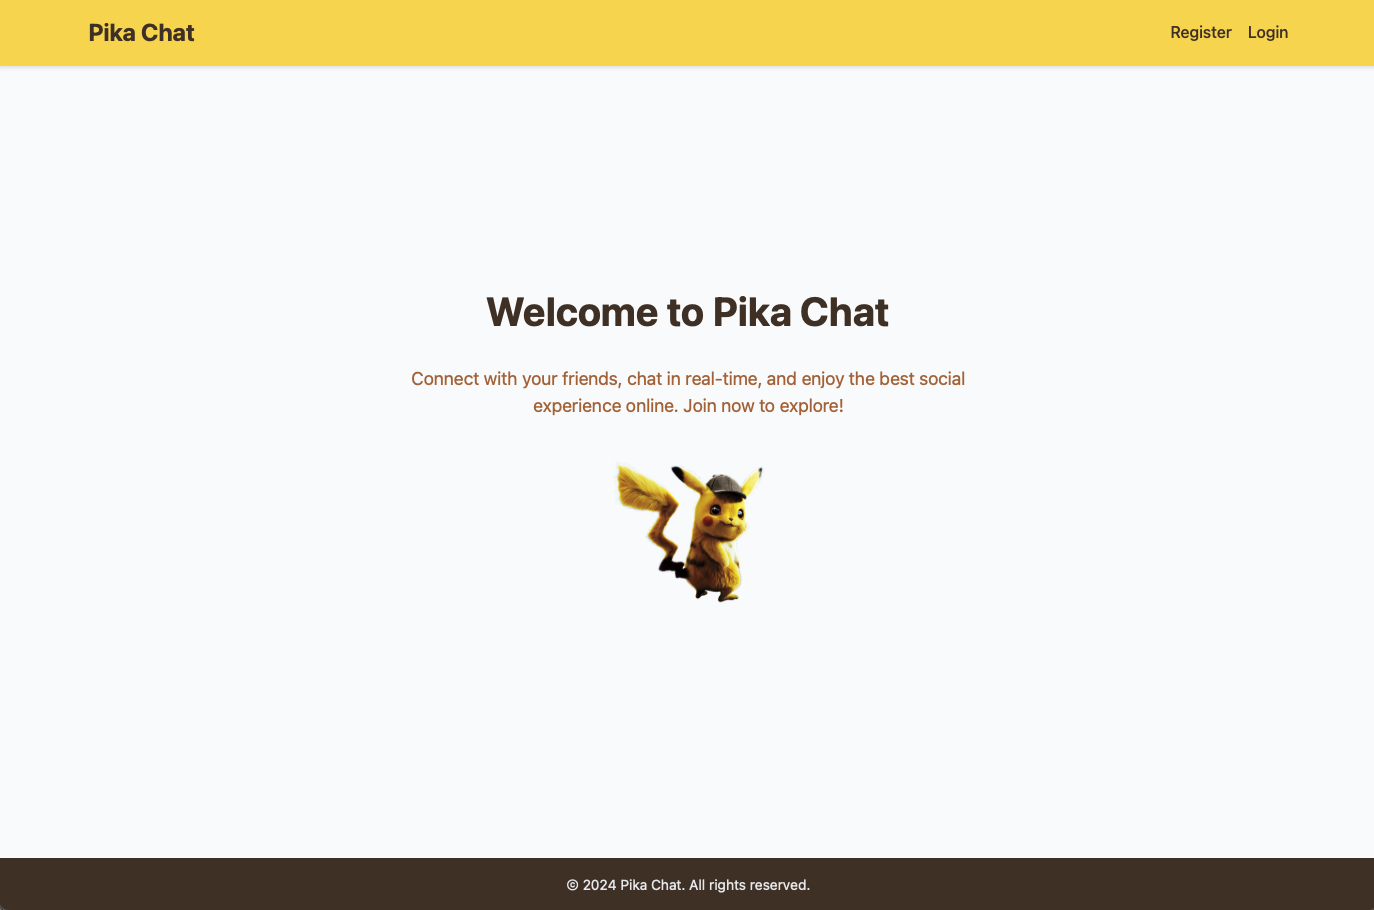 Pika Chat
Register Login
Welcome to Pika Chat
Connect with your friends, chat in real-time, and enjoy the best social
experience online. Join now to explore!
© 2024 Pika Chat. All rights reserved.